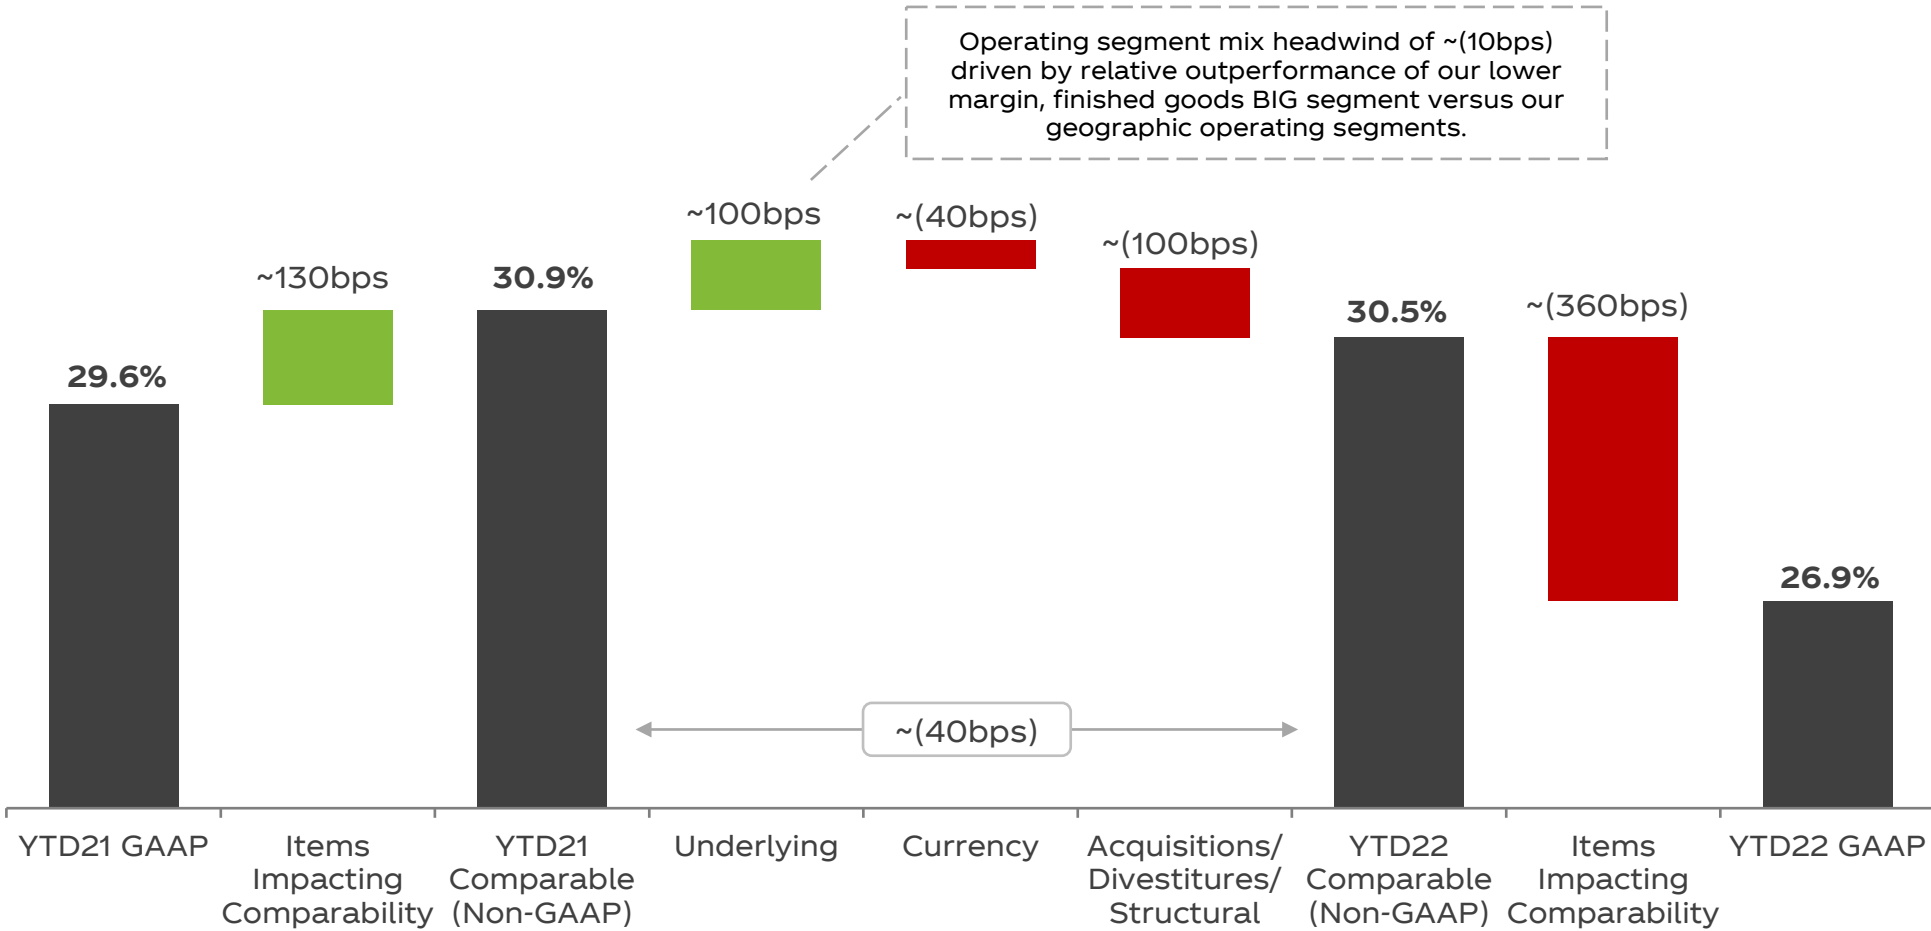 Operating segment mix headwind of ~(10bps)
driven by relative outperformance of our lower
margin, finished goods BIG segment versus our
geographic operating segments.
~100bps
~(40bps)
~(100bps)
~130bps
30.9%
30.5%
~(360bps)
29.6%
26.9%
~(40bps)
YTD21 GAAP
Items
Impacting
Comparability
YTD21
Comparable
(Non-GAAP)
Underlying
Currency
Acquisitions/
Divestitures/
Structural
YTD22
Comparable
(Non-GAAP)
Items
Impacting
Comparability
YTD22 GAAP